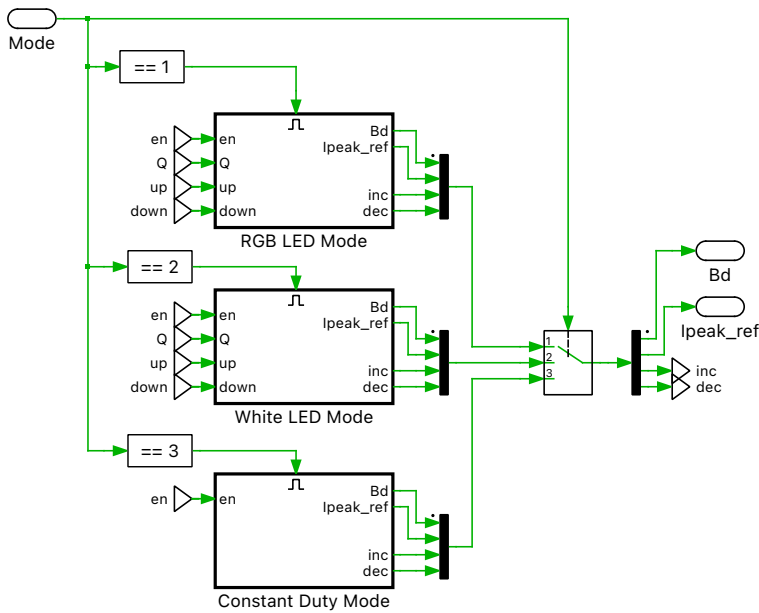 Mode
== 1
en
en
Bd
Q
Q
Ipeak_ref
up
up
inc
down
down
dec
RGB LED Mode
== 2
en
en
Bd
Q
Q
Ipeak_ref
up
up
inc
down
down
dec
White LED Mode
1
2
3
Bd
Ipeak_ref
inc
dec
== 3
en
en
Bd
Ipeak_ref
inc
dec
Constant Duty Mode